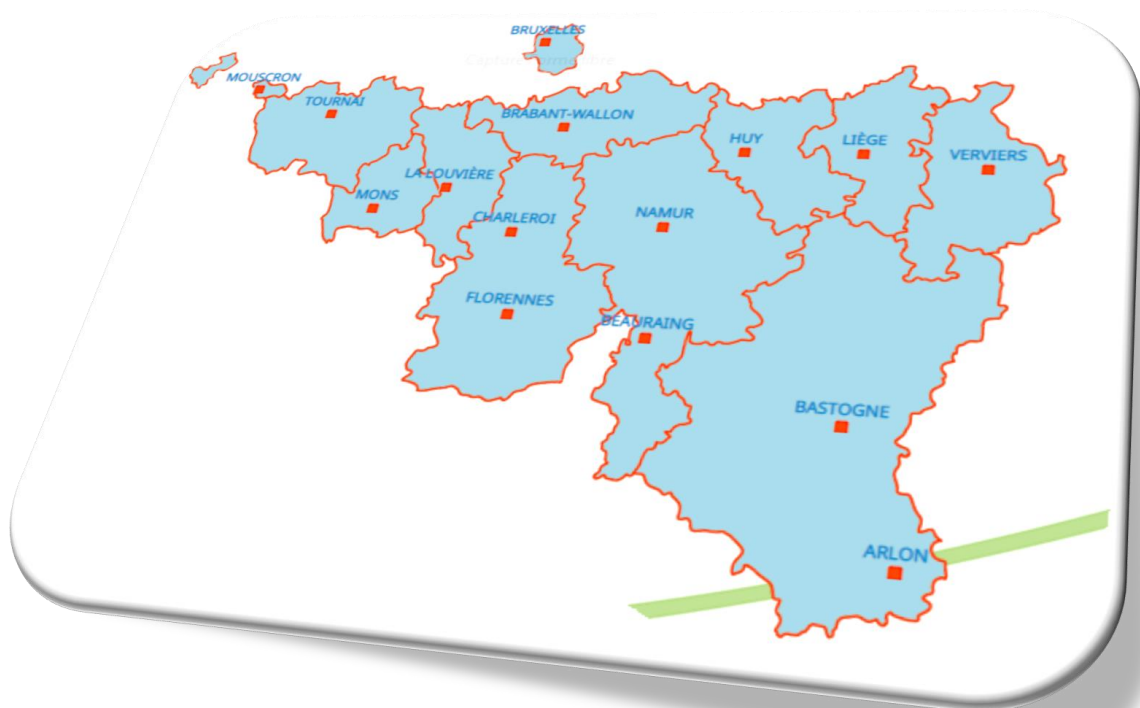 BRUXELLES
MOUSCRON
TOURNAI
BRABANT-WALLON
HUY
LIÈGE
VERVIERS
LA LOUVIÈRE
MONS
CHARLEROI
NAMUR
FLORENNES
BEAURAING
BASTOGNE
ARLON